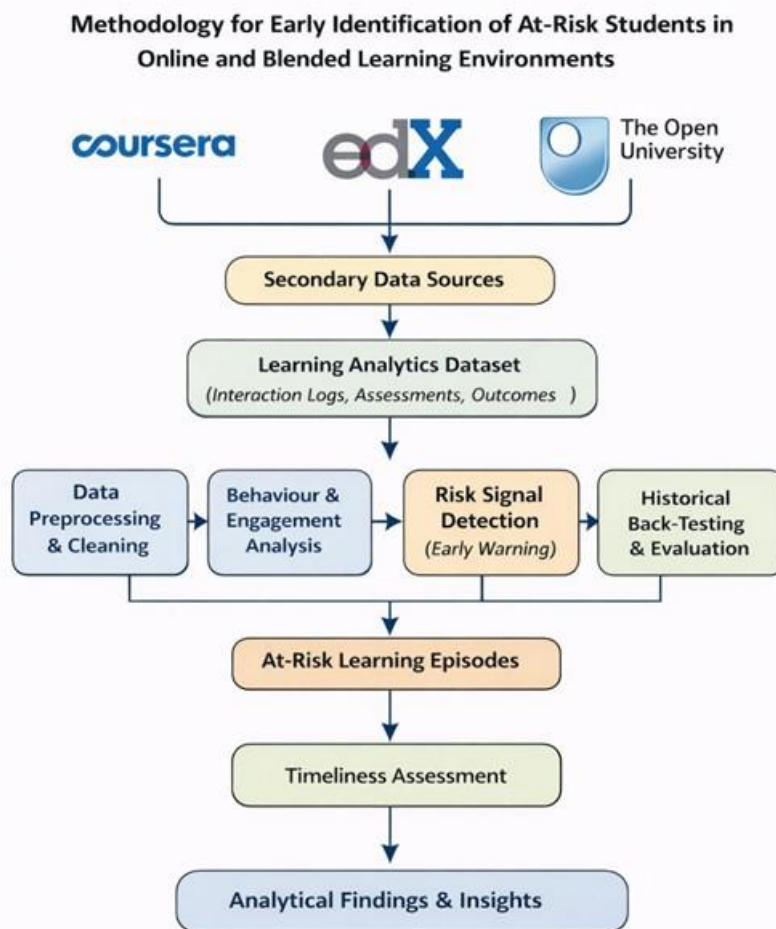 Methodology for Early Identification of At-Risk Students in
Online and Blended Learning Environments
coursera
edX
The Open
University
Secondary Data Sources
Learning Analytics Dataset
(Interaction Logs, Assessments, Outcomes )
Data
Preprocessing
& Cleaning
Behaviour &
Engagement
Analysis
Risk Signal
Detection
(Early Warning)
Historical
Back-Testing
& Evaluation
At-Risk Learning Episodes
Timeliness Assessment
Analytical Findings & Insights